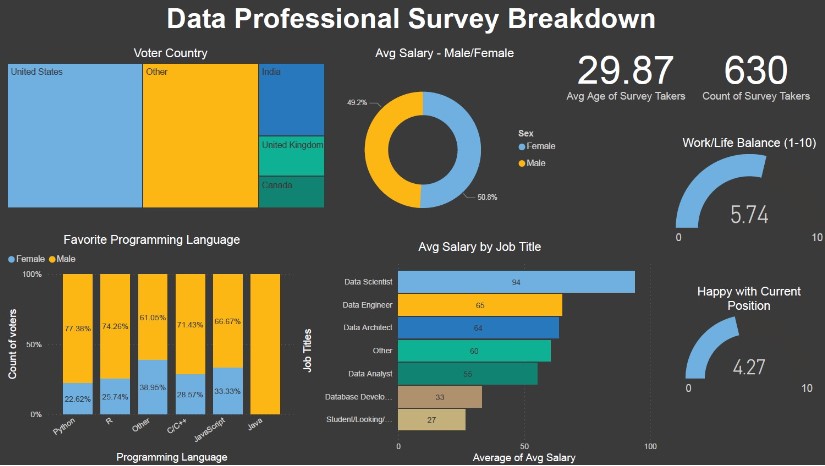 Data Professional Survey Breakdown
Voter Country
United States
Other
India
United Kingdom
Canada
Avg Salary - Male/Female
49.2%
50.8%
Sex
Female
Male
29.87
Avg Age of Survey Takers
630
Count of Survey Takers
Work/Life Balance (1-10)
5.74
0
10
Favorite Programming Language
Female Male
Count of voters
100%
50%
0%
77.38%
74.26%
61.05%
71.43%
66.67%
22.62%
25.74%
38.95%
28.57%
33.33%
Python
R
Other
C/C++
JavaScript
Java
Programming Language
Avg Salary by Job Title
Job Titles
Data Scientist
94
Data Engineer
65
Data Architect
64
Other
60
Data Analyst
55
Database Develo...
33
Student/Looking/...
27
0
50
100
Average of Avg Salary
Happy with Current
Position
4.27
0
10